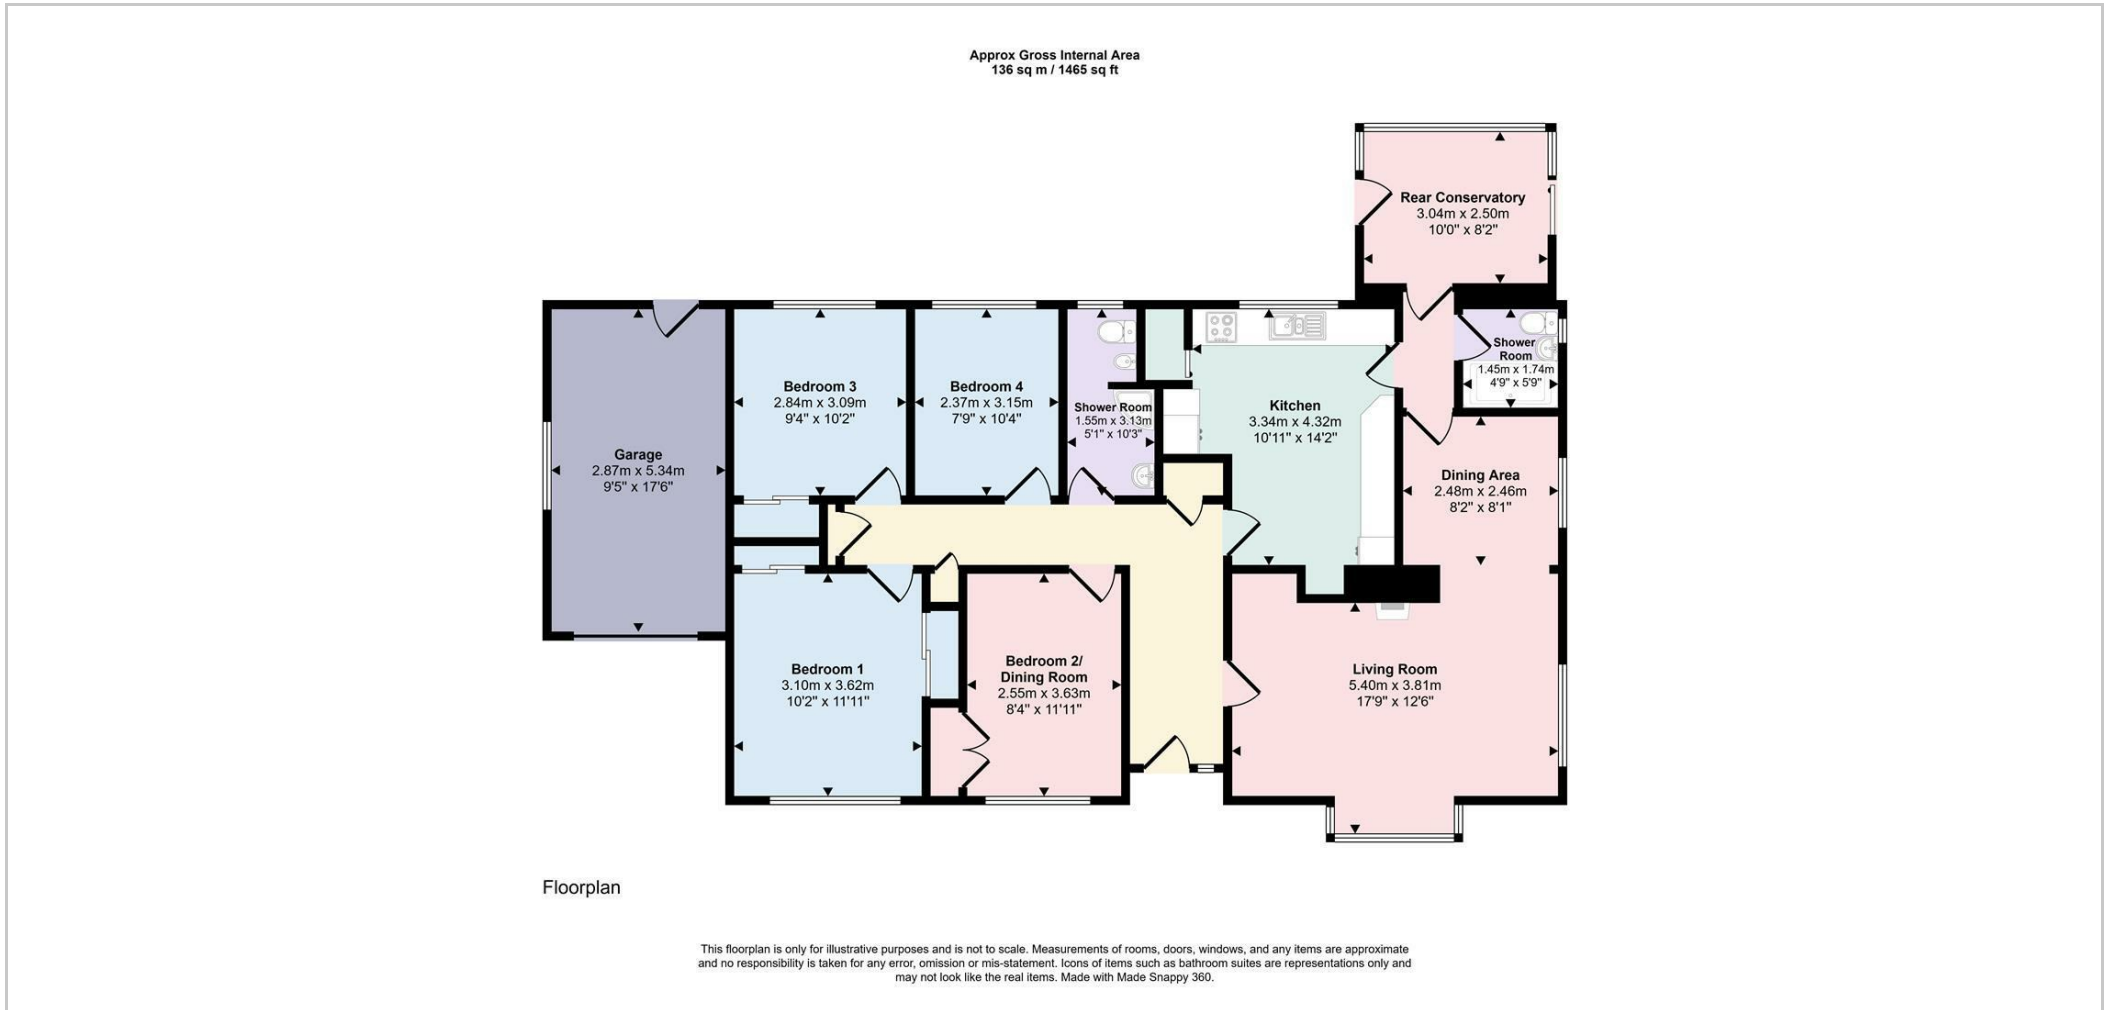 Approx Gross Internal Area
136 sq m / 1465 sq ft
Rear Conservatory
3.04m x 2.50m
10'0" x 8'2"
Shower
Room
1.45m x 1.74m
4'9" x 5'9"
Bedroom 3
2.84m x 3.09m
9'4" x 10'2"
Bedroom 4
2.37m x 3.15m
7'9" x 10'4"
Shower Room
1.55m x 3.13m
5'1" x 10'3"
Kitchen
3.34m x 4.32m
10'11" x 14'2"
Garage
2.87m x 5.34m
9'5" x 17'6"
Dining Area
2.48m x 2.46m
8'2" x 8'1"
Bedroom 1
3.10m x 3.62m
10'2" x 11'11"
Bedroom 2/
Dining Room
2.55m x 3.63m
8'4" x 11'11"
Living Room
5.40m x 3.81m
17'9" x 12'6"
Floorplan
This floorplan is only for illustrative purposes and is not to scale. Measurements of rooms, doors, windows, and any items are approximate
and no responsibility is taken for any error, omission or mis-statement. Icons of items such as bathroom suites are representations only and
may not look like the real items. Made with Made Snappy 360.